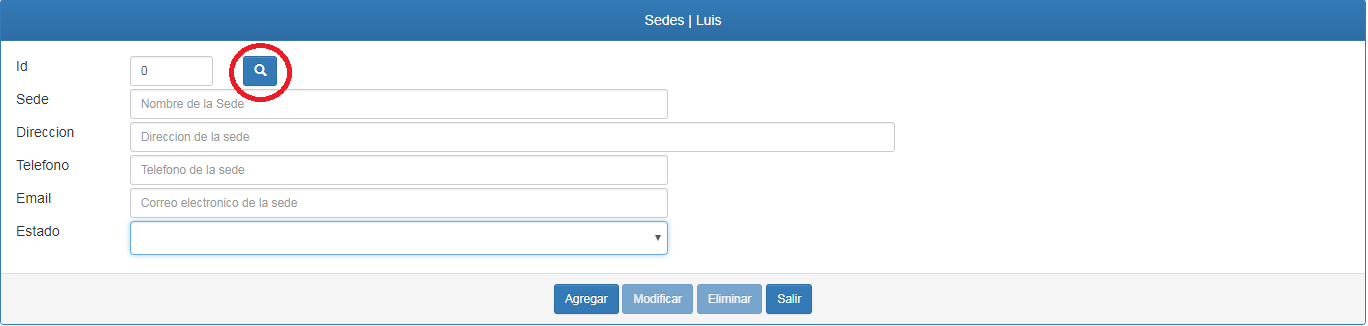 Sedes | Luis
Id 0
Sede Nombre de la Sede
Direccion Direccion de la sede
Telefono Telefono de la sede
Email Correo electronico de la sede
Estado
Agregar Modificar Eliminar Salir